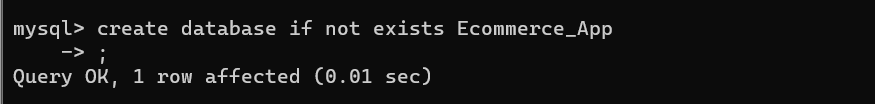 mysql> create database if not exists Ecommerce_App
    -> ;
Query OK, 1 row affected (0.01 sec)